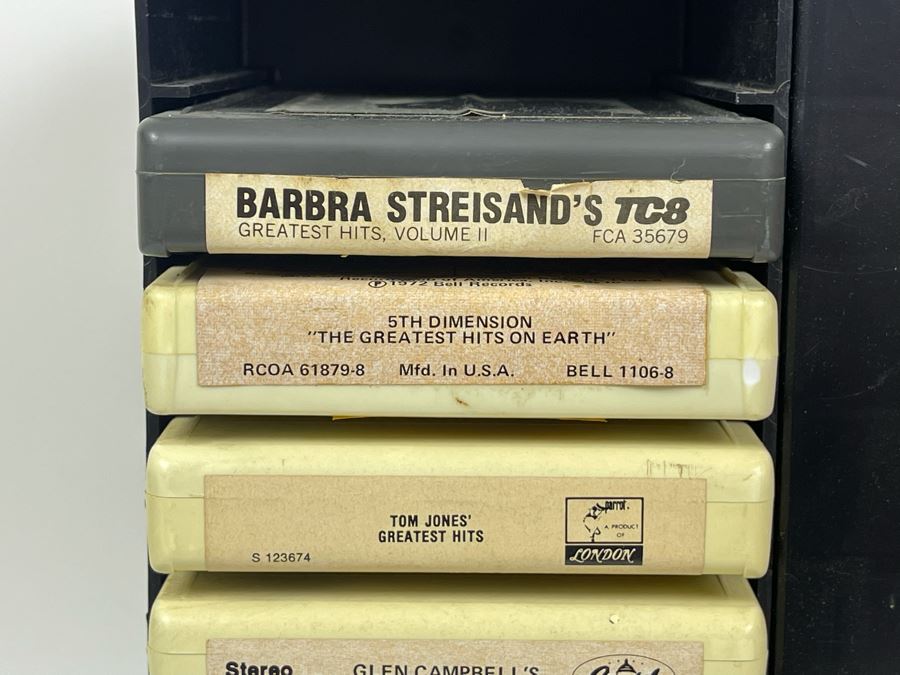 BARBRA STREISAND'S TC8
GREATEST HITS, VOLUME II FCA 35679
℗1972 Bell Records
5TH DIMENSION
"THE GREATEST HITS ON EARTH"
RCOA 61879-8 Mfd. In U.S.A. BELL 1106-8
TOM JONES'
GREATEST HITS
S 123674
parrot.
A PRODUCT
OF
LONDON
Stereo GLEN CAMPBELL'S